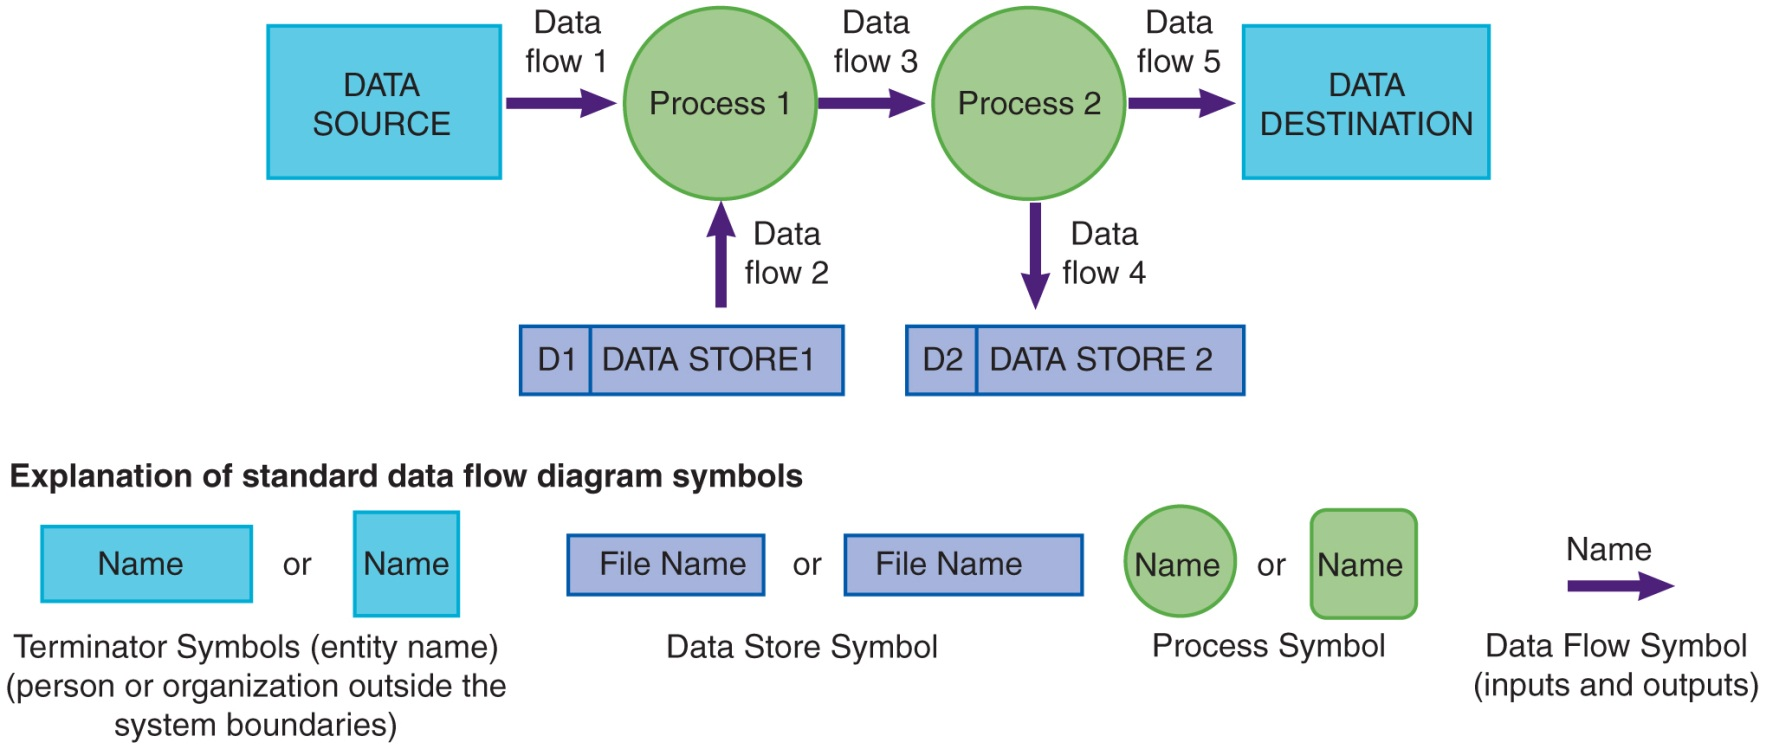 Data
flow 1
Data
flow 3
Data
flow 5
DATA
SOURCE
Process 1
Process 2
DATA
DESTINATION
Data
flow 2
Data
flow 4
D1 DATA STORE1
D2 DATA STORE 2
Explanation of standard data flow diagram symbols
Name or Name
File Name or File Name
Name or Name
Name
Terminator Symbols (entity name)
(person or organization outside the
system boundaries)
Data Store Symbol
Process Symbol
Data Flow Symbol
(inputs and outputs)